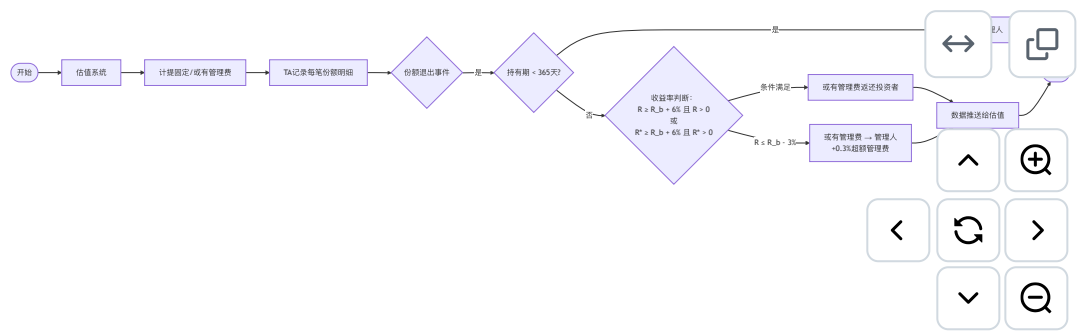 开始
估值系统
计提固定/或有管理费
TA记录每笔份额明细
份额退出事件
是
持有期 < 365天?
是
否
收益率判断:
R ≥ R_b + 6% 且 R > 0
或
R* ≥ R_b + 6% 且 R* > 0
条件满足
或有管理费返还投资者
R ≤ R_b - 3%
或有管理费 → 管理人
+0.3%超额管理费
数据推送给估值
理人